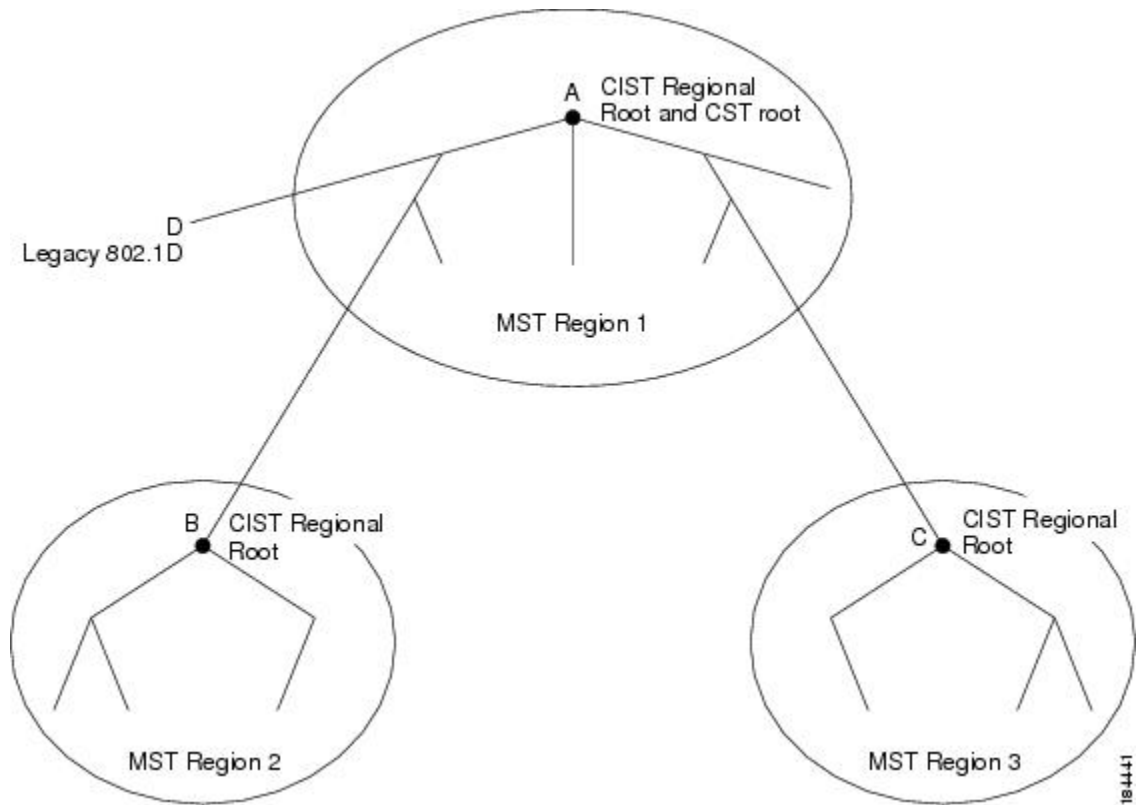 A
CIST Regional
Root and CST root
D
Legacy 802.1D
MST Region 1
B
CIST Regional
Root
C
CIST Regional
Root
MST Region 2
MST Region 3
184441